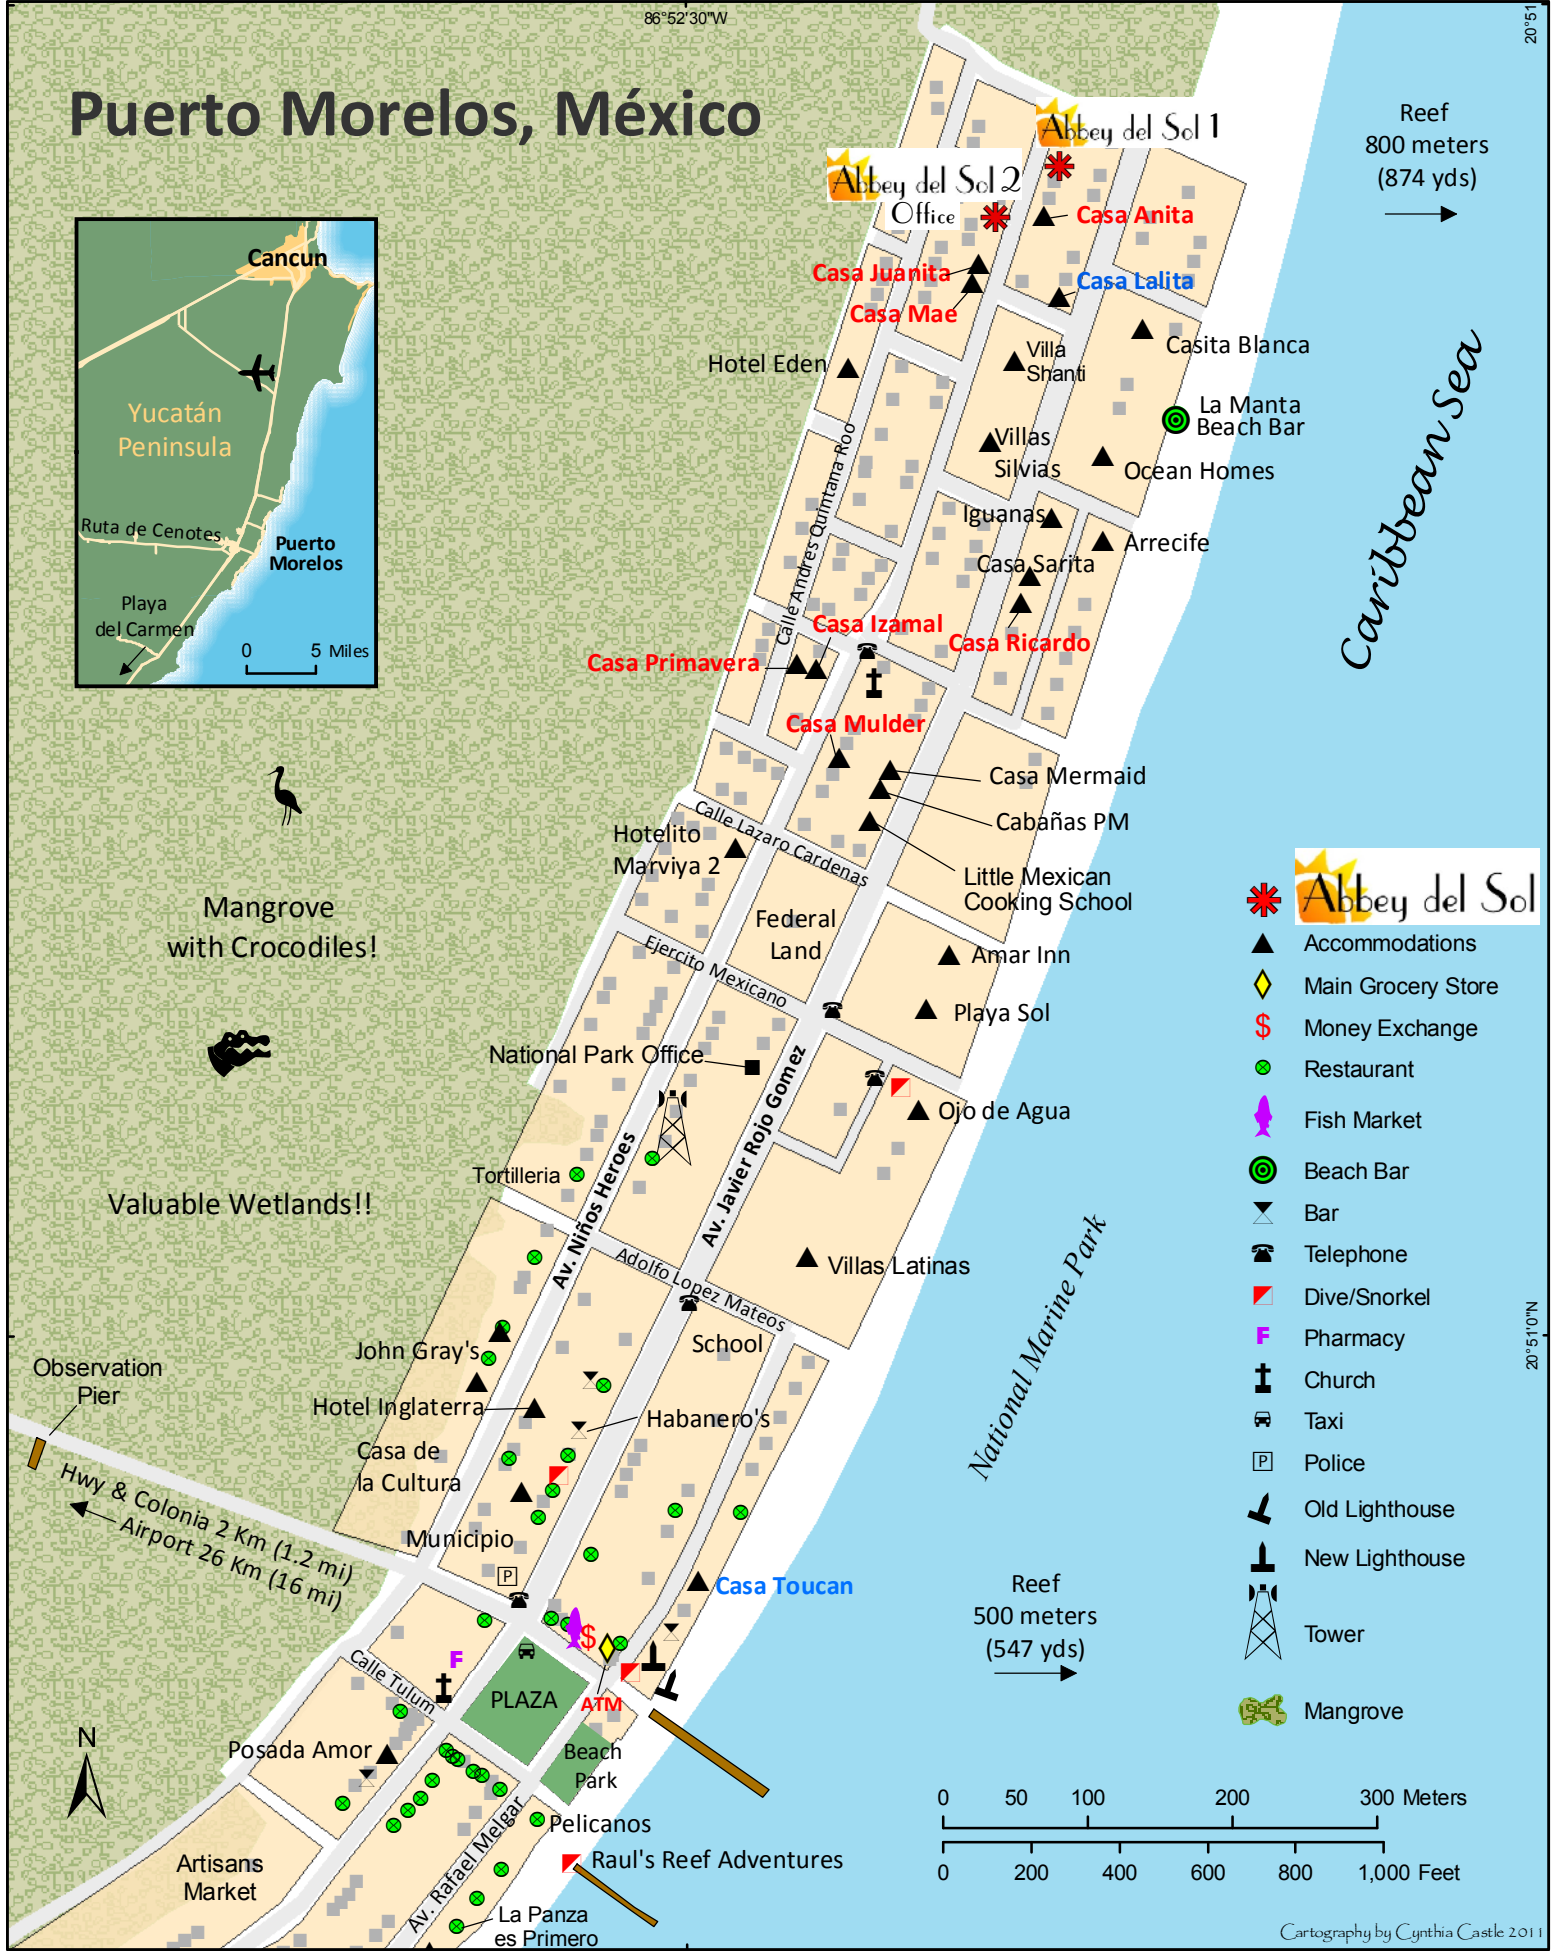 86°52'30"W
20°51
Puerto Morelos, México
Abbey del Sol 1
Abbey del Sol 2
Office
Reef
800 meters
(874 yds)
Casa Anita
Casa Juanita
Casa Lalita
Casa Mae
Cancun
Yucatán
Peninsula
Ruta de Cenotes
Puerto
Morelos
Playa
del Carmen
0 5 Miles
Hotel Eden
Villa
Shanti
Casita Blanca
La Manta
Beach Bar
Villas
Silvias
Ocean Homes
Calle Andres Quintana Roo
Iguanas
Arrecife
Casa Sarita
Caribbean Sea
Casa Izamal
Casa Ricardo
Casa Primavera
Casa Mulder
Casa Mermaid
Cabañas PM
Calle Lazaro Cardenas
Hotelito
Marviya 2
Little Mexican
Cooking School
Mangrove
with Crocodiles!
Federal
Land
Ejercito Mexicano
Amar Inn
Playa Sol
National Park Office
Av. Javier Rojo Gomez
Ojo de Agua
Tortilleria
Av. Niños Heroes
Valuable Wetlands!!
Adolfo Lopez Mateos
Villas Latinas
National Marine Park
School
John Gray's
Observation
Pier
Hotel Inglaterra
Habanero's
Casa de
la Cultura
Hwy & Colonia 2 Km (1.2 mi)
Airport 26 Km (16 mi)
Municipio
P
Casa Toucan
Reef
500 meters
(547 yds)
F
$
Calle Tulum
PLAZA
ATM
N
Posada Amor
Beach
Park
Pelicanos
Av. Rafael Melgar
Raul's Reef Adventures
Artisans
Market
La Panza
es Primero
Abbey del Sol
Accommodations
Main Grocery Store
$ Money Exchange
Restaurant
Fish Market
Beach Bar
Bar
Telephone
Dive/Snorkel
F Pharmacy
Church
Taxi
P Police
Old Lighthouse
New Lighthouse
Tower
Mangrove
20°51'0"N
0 50 100 200 300 Meters
0 200 400 600 800 1,000 Feet
Cartography by Cynthia Castle 2011